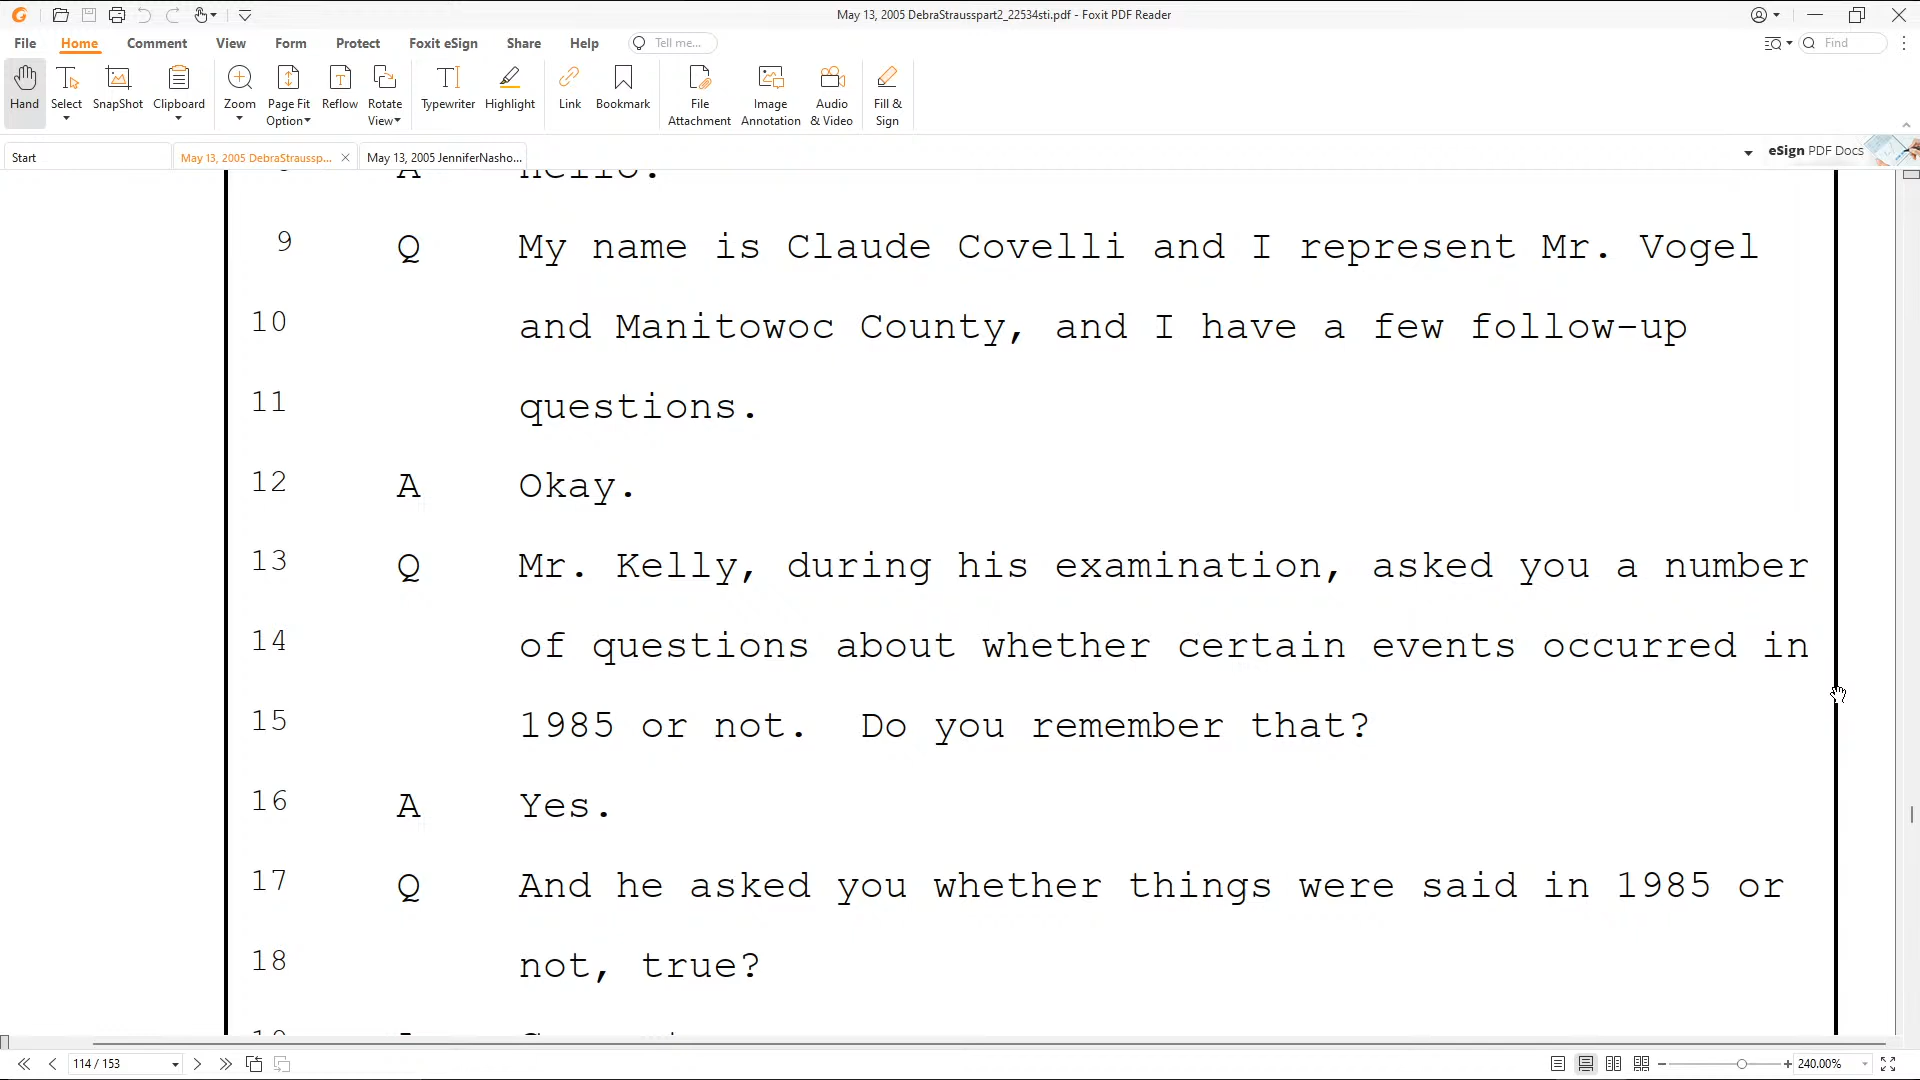 May 13, 2005 DebraStrausspart2_22534sti.pdf - Foxit PDF Reader
File Home Comment View Form Protect Foxit eSign Share Help Tell me... Find
Hand Select SnapShot Clipboard Zoom Page Fit Option Reflow Rotate View Typewriter Highlight Link Bookmark File Attachment Image Annotation Audio & Video Fill & Sign
Start May 13, 2005 DebraStraussp... May 13, 2005 JenniferNasho... eSign PDF Docs
A Hello.
9 Q My name is Claude Covelli and I represent Mr. Vogel
10 and Manitowoc County, and I have a few follow-up
11 questions.
12 A Okay.
13 Q Mr. Kelly, during his examination, asked you a number
14 of questions about whether certain events occurred in
15 1985 or not. Do you remember that?
16 A Yes.
17 Q And he asked you whether things were said in 1985 or
18 not, true?
114 / 153 240.00%